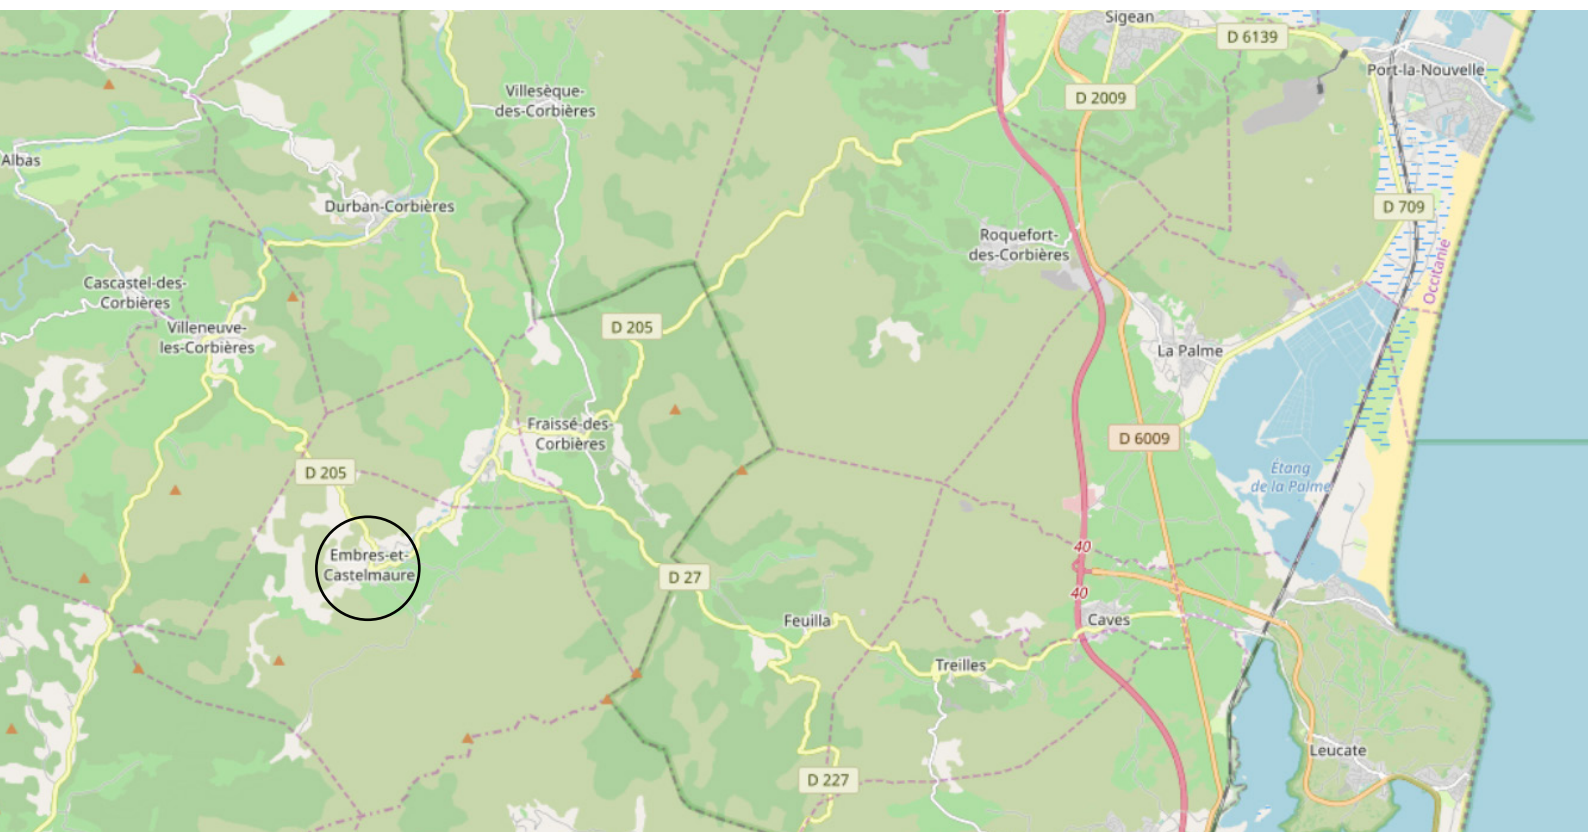 Sigean
D 6139
Port-la-Nouvelle
Villesèque-
des-Corbières
D 2009
Albas
Durban-Corbières
D 709
Roquefort-
des-Corbières
Occitanie
Cascastel-des-
Corbières
Villeneuve-
les-Corbières
D 205
La Palme
Fraissé-des-
Corbières
D 6009
D 205
Étang
de la Palme
40
Embres-et-
Castelmaure
D 27
40
Feuilla
Caves
Treilles
Leucate
D 227